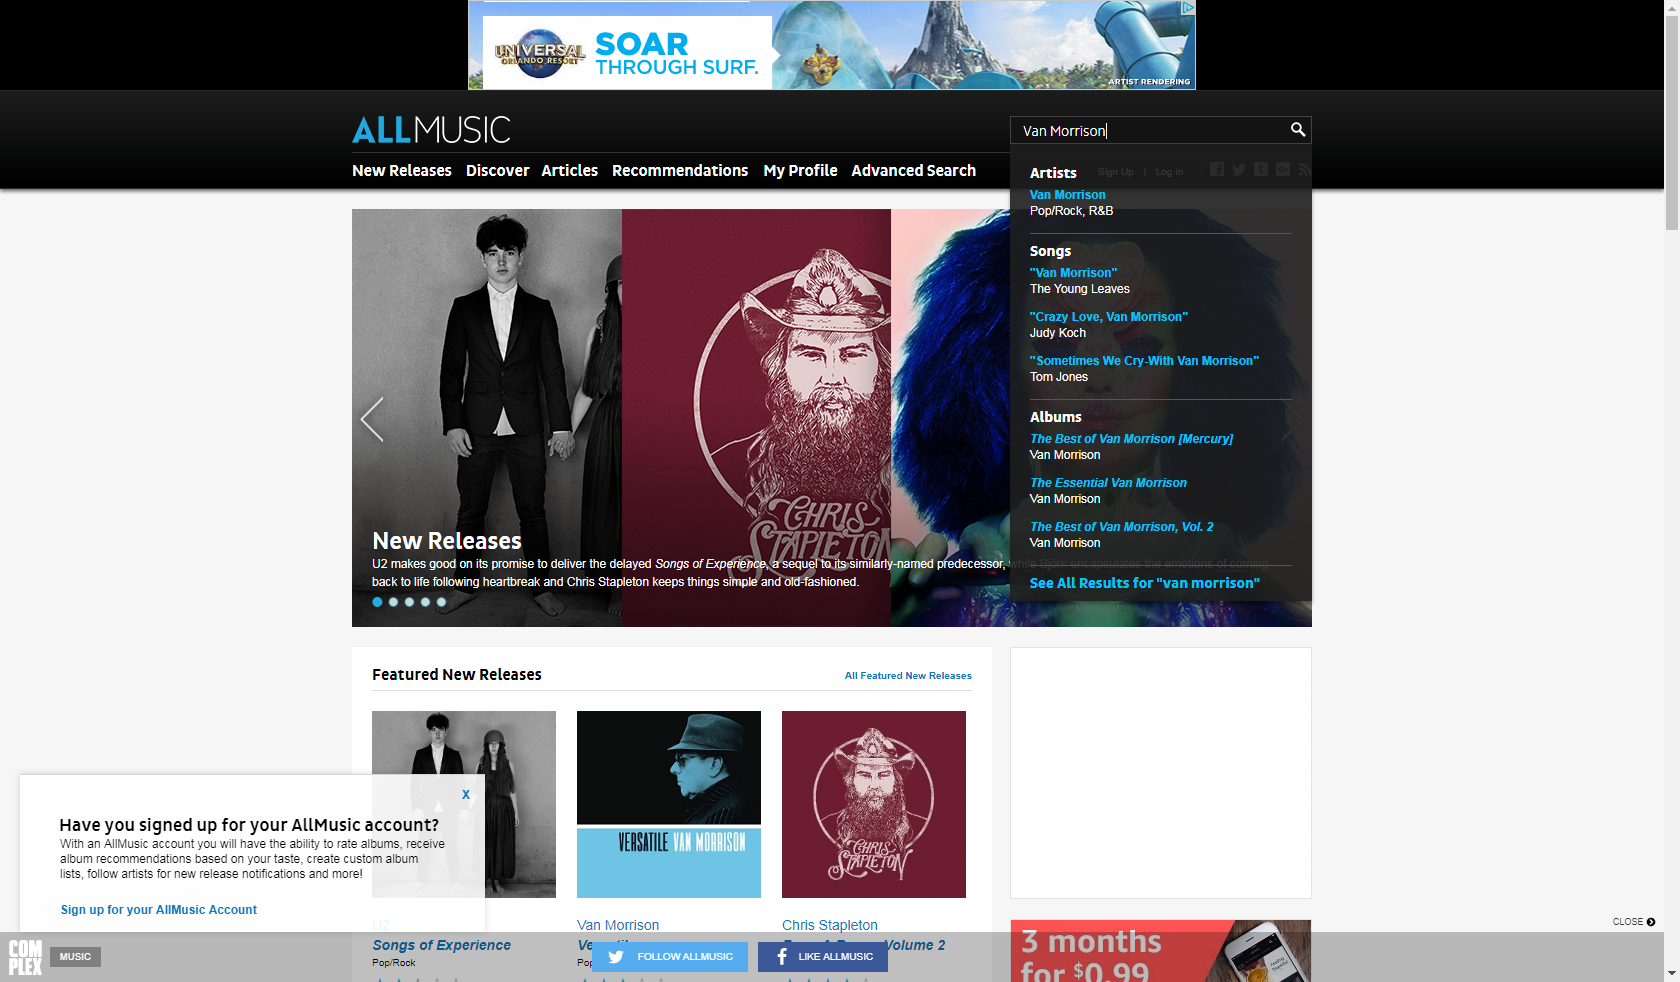 UNIVERSAL
ORLANDO RESORT
SOAR
THROUGH SURF.
ARTIST RENDERING
ALLMUSIC
Van Morrison
New Releases Discover Articles Recommendations My Profile Advanced Search
Sign Up | Log in
Artists
Van Morrison
Pop/Rock, R&B
Songs
"Van Morrison"
The Young Leaves
"Crazy Love, Van Morrison"
Judy Koch
"Sometimes We Cry-With Van Morrison"
Tom Jones
Albums
The Best of Van Morrison [Mercury]
Van Morrison
The Essential Van Morrison
Van Morrison
The Best of Van Morrison, Vol. 2
Van Morrison
See All Results for "van morrison"
CHRIS
STAPLETON
New Releases
U2 makes good on its promise to deliver the delayed Songs of Experience, a sequel to its similarly-named predecessor, while Björk encapsulates the emotions of coming
back to life following heartbreak and Chris Stapleton keeps things simple and old-fashioned.
Featured New Releases
All Featured New Releases
VERSATILE VAN MORRISON
CHRIS
STAPLETON
X
Have you signed up for your AllMusic account?
With an AllMusic account you will have the ability to rate albums, receive
album recommendations based on your taste, create custom album
lists, follow artists for new release notifications and more!
Sign up for your AllMusic Account
U2
Songs of Experience
Pop/Rock
Van Morrison
Chris Stapleton
Volume 2
3 months
for $0.99
CLOSE
COMPLEX
MUSIC
FOLLOW ALLMUSIC
LIKE ALLMUSIC